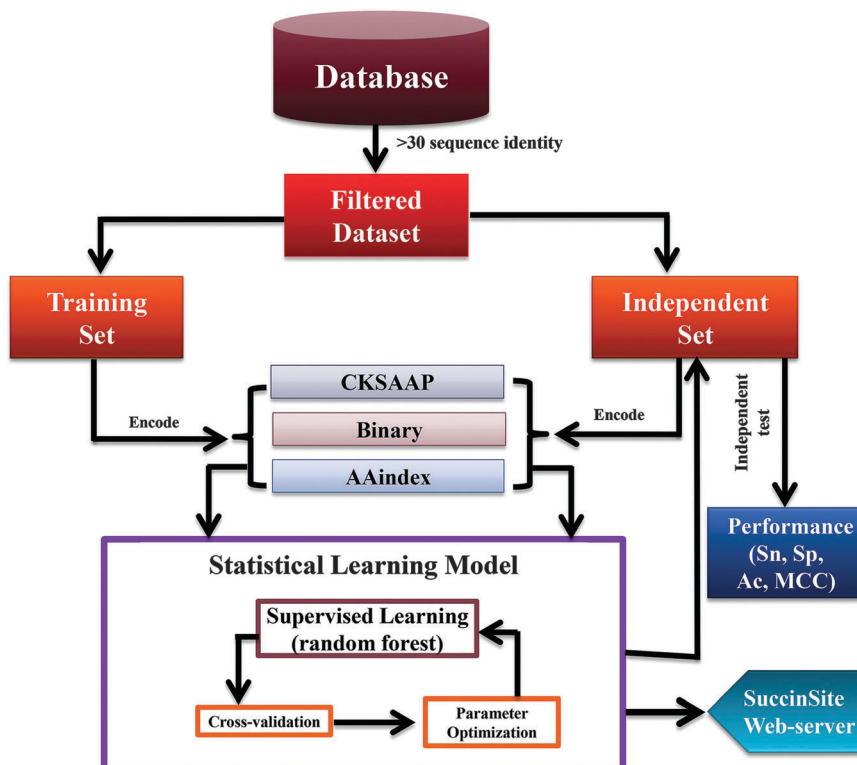 Database
>30 sequence identity
Filtered
Dataset
Training
Set
Independent
Set
CKSAAP
Encode
Binary
Encode
AAindex
Independent
test
Performance
(Sn, Sp,
Ac, MCC)
Statistical Learning Model
Supervised Learning
(random forest)
Cross-validation
Parameter
Optimization
SuccinSite
Web-server